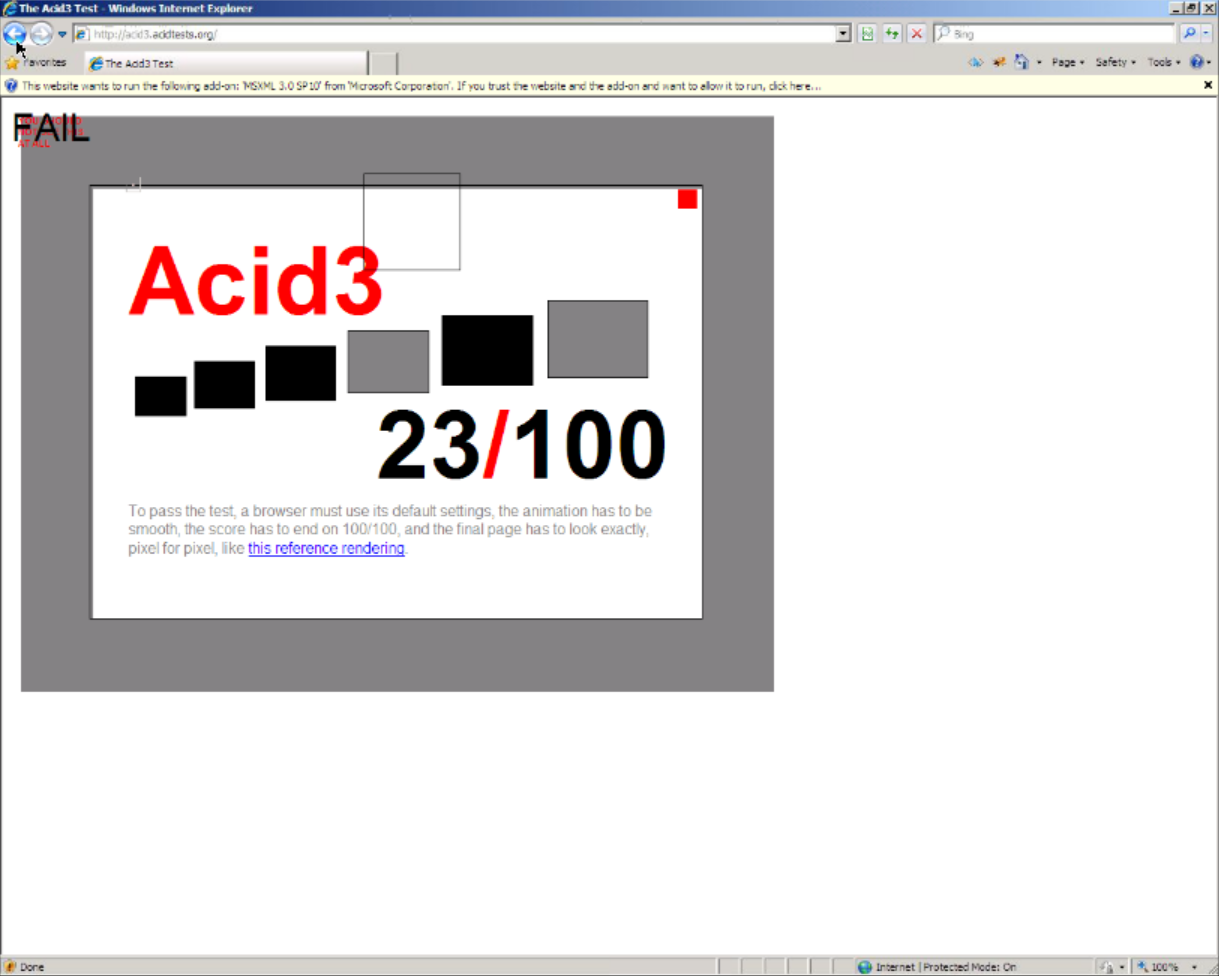 The Acid3 Test - Windows Internet Explorer
http://acid3.acidtests.org/
Bing
Favorites
The Acid3 Test
Page
Safety
Tools
This website wants to run the following add-on: 'MSXML 3.0 SP10' from 'Microsoft Corporation'. If you trust the website and the add-on and want to allow it to run, click here...
FAIL
AT ALL
Acid3
23/100
To pass the test, a browser must use its default settings, the animation has to be
smooth, the score has to end on 100/100, and the final page has to look exactly,
pixel for pixel, like this reference rendering.
Done
Internet | Protected Mode: On
100%